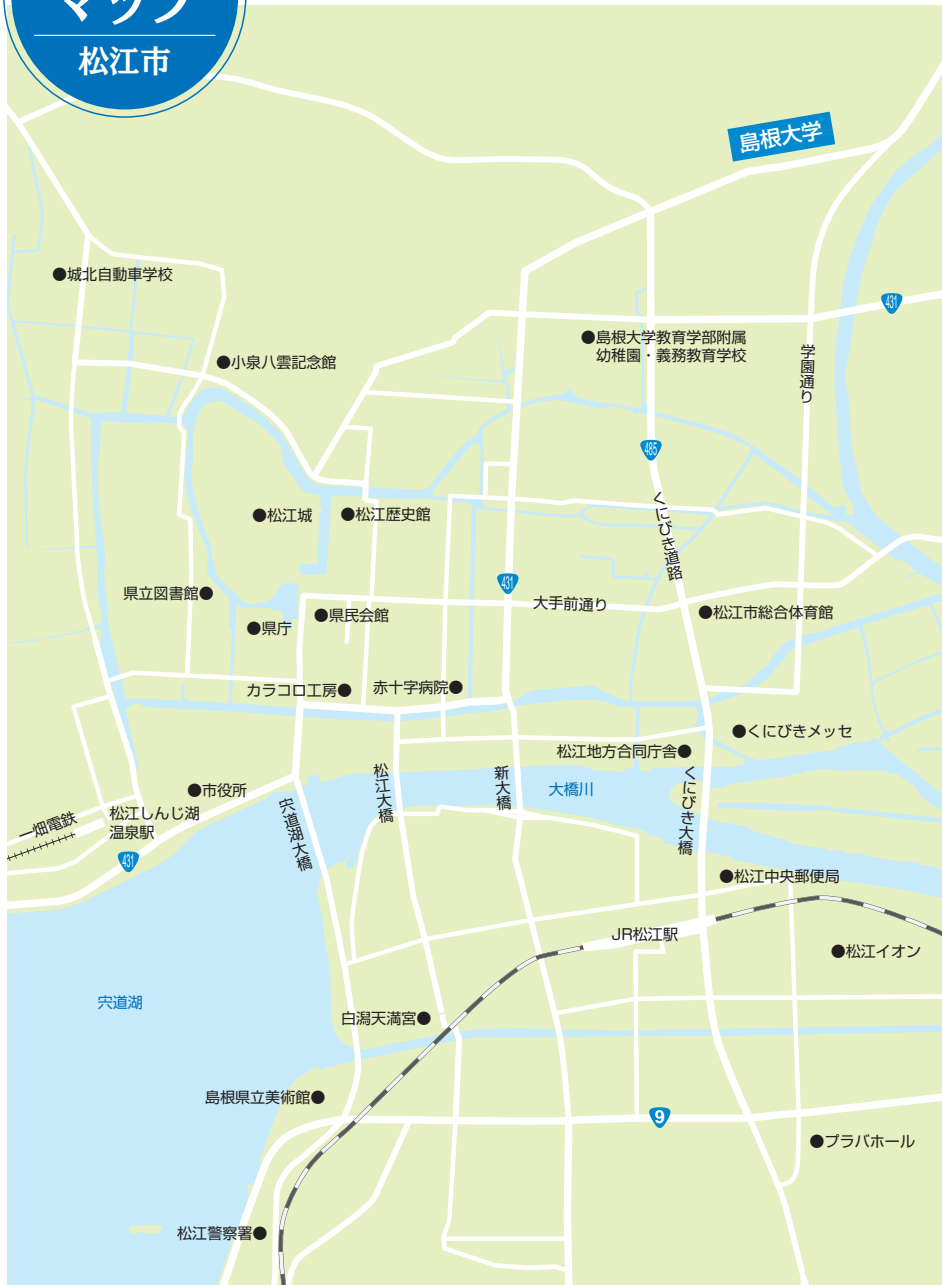 マップ
松江市
島根大学
●城北自動車学校
431
●島根大学教育学部附属
幼稚園・義務教育学校
学園通り
●小泉八雲記念館
485
くにびき道路
●松江城
●松江歴史館
431
県立図書館●
大手前通り
●県民会館
●松江市総合体育館
●県庁
カラコロ工房●
赤十字病院●
●くにびきメッセ
松江地方合同庁舎●
●市役所
松江大橋
新大橋
大橋川
くにびき大橋
宍道湖大橋
一畑電鉄
松江しんじ湖
温泉駅
431
●松江中央郵便局
JR松江駅
●松江イオン
宍道湖
白潟天満宮●
島根県立美術館●
9
●プラバホール
松江警察署●